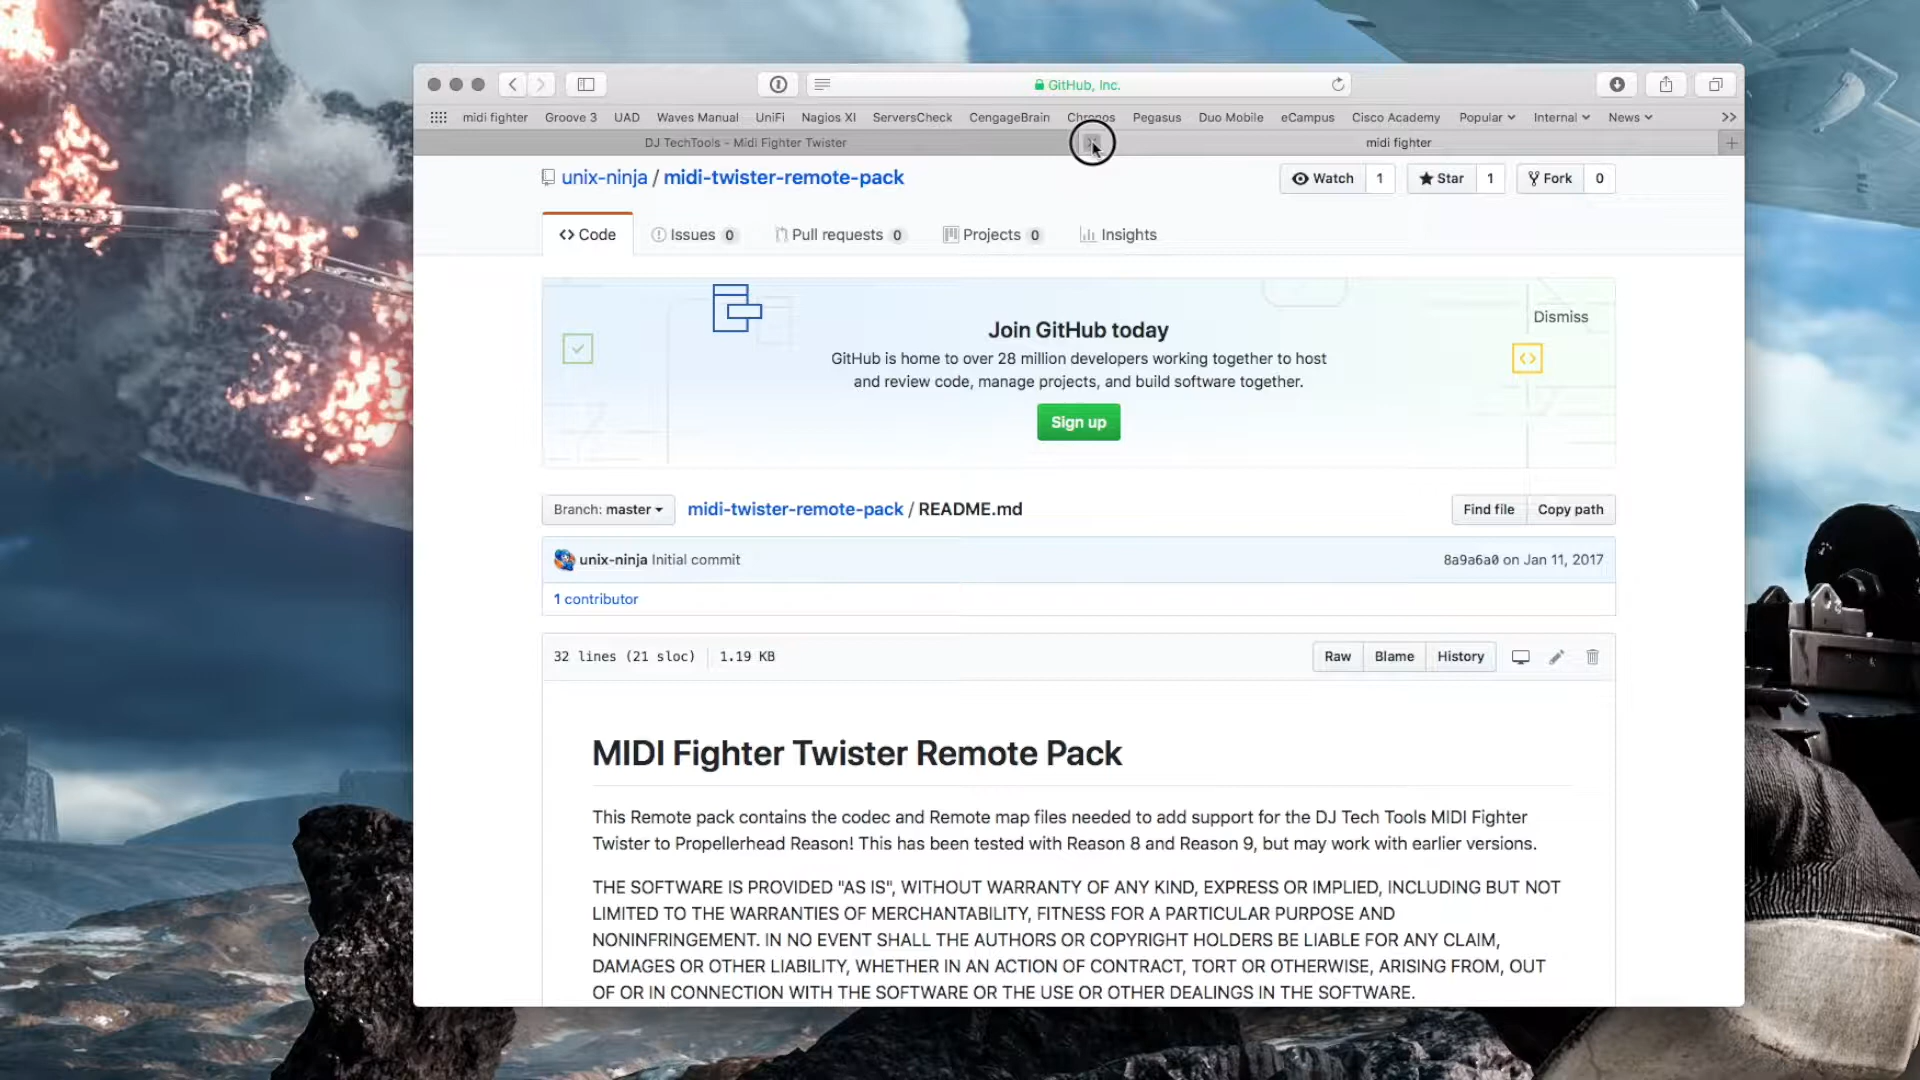 GitHub, Inc.
midi fighter Groove 3 UAD Waves Manual UniFi Nagios XI ServersCheck CengageBrain Chronos Pegasus Duo Mobile eCampus Cisco Academy Popular Internal News
DJ TechTools - Midi Fighter Twister midi fighter
unix-ninja / midi-twister-remote-pack Watch 1 Star 1 Fork 0
Code Issues 0 Pull requests 0 Projects 0 Insights
Dismiss
Join GitHub today
GitHub is home to over 28 million developers working together to host
and review code, manage projects, and build software together.
Sign up
Branch: master midi-twister-remote-pack / README.md Find file Copy path
unix-ninja Initial commit 8a9a6a0 on Jan 11, 2017
1 contributor
32 lines (21 sloc) 1.19 KB Raw Blame History
MIDI Fighter Twister Remote Pack
This Remote pack contains the codec and Remote map files needed to add support for the DJ Tech Tools MIDI Fighter
Twister to Propellerhead Reason! This has been tested with Reason 8 and Reason 9, but may work with earlier versions.
THE SOFTWARE IS PROVIDED "AS IS", WITHOUT WARRANTY OF ANY KIND, EXPRESS OR IMPLIED, INCLUDING BUT NOT
LIMITED TO THE WARRANTIES OF MERCHANTABILITY, FITNESS FOR A PARTICULAR PURPOSE AND
NONINFRINGEMENT. IN NO EVENT SHALL THE AUTHORS OR COPYRIGHT HOLDERS BE LIABLE FOR ANY CLAIM,
DAMAGES OR OTHER LIABILITY, WHETHER IN AN ACTION OF CONTRACT, TORT OR OTHERWISE, ARISING FROM, OUT
OF OR IN CONNECTION WITH THE SOFTWARE OR THE USE OR OTHER DEALINGS IN THE SOFTWARE.